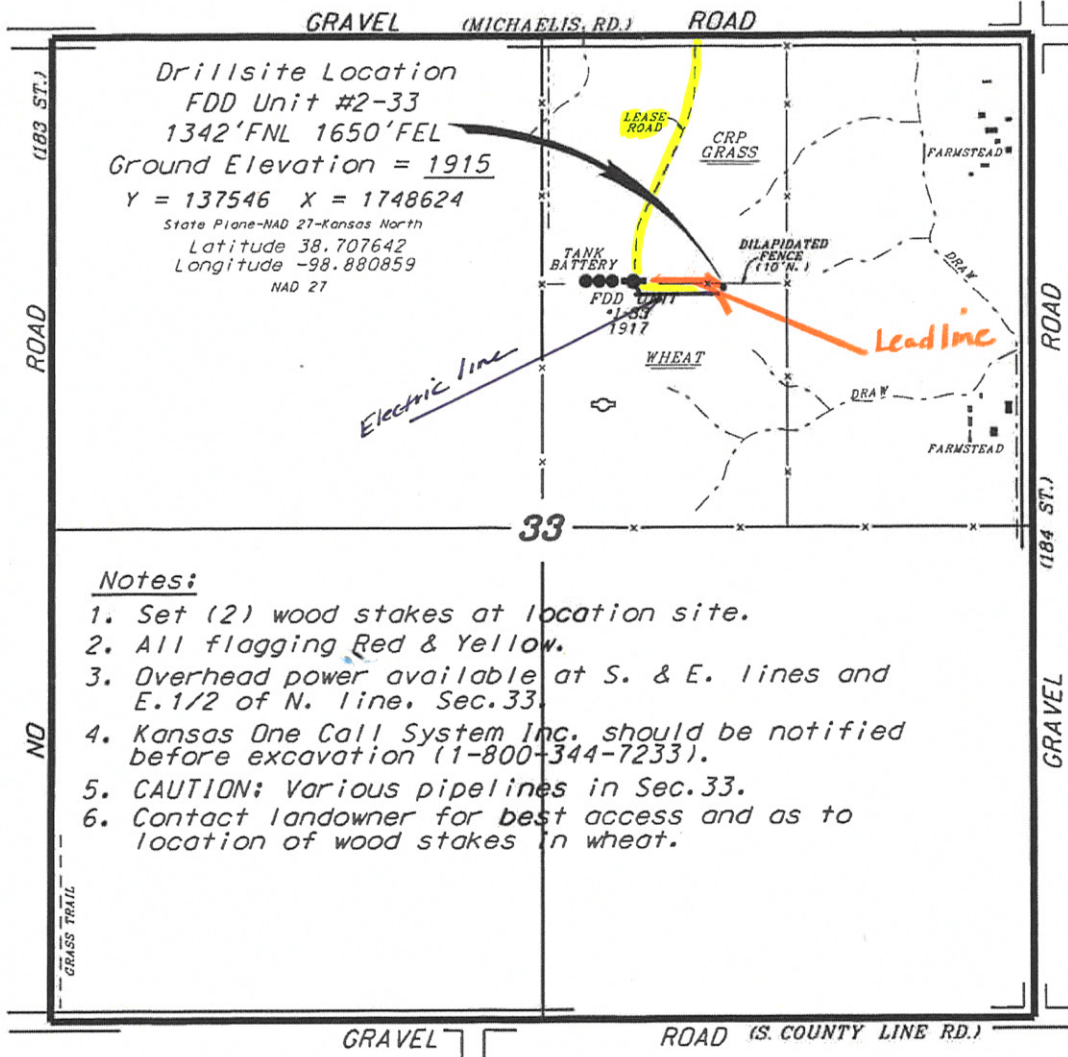 GRAVEL (MICHAELIS RD.) ROAD
(183 ST.)
ROAD
NO
Drillsite Location
FDD Unit #2-33
1342'FNL 1650'FEL
Ground Elevation = 1915
Y = 137546 X = 1748624
State Plane-NAD 27-Kansas North
Latitude 38.707642
Longitude -98.880859
NAD 27
LEASE
ROAD
CRP
GRASS
FARMSTEAD
TANK
BATTERY
DILAPIDATED
FENCE
(10'N.)
DRAW
FDD UNIT
1917
Leadline
Electric line
WHEAT
DRAW
FARMSTEAD
ROAD
(184 ST.)
GRAVEL
33
Notes:
1. Set (2) wood stakes at location site.
2. All flagging Red & Yellow.
3. Overhead power available at S. & E. lines and
E.1/2 of N. line. Sec.33.
4. Kansas One Call System Inc. should be notified
before excavation (1-800-344-7233).
5. CAUTION: Various pipelines in Sec.33.
6. Contact landowner for best access and as to
location of wood stakes in wheat.
GRASS TRAIL
GRAVEL ROAD (S. COUNTY LINE RD.)